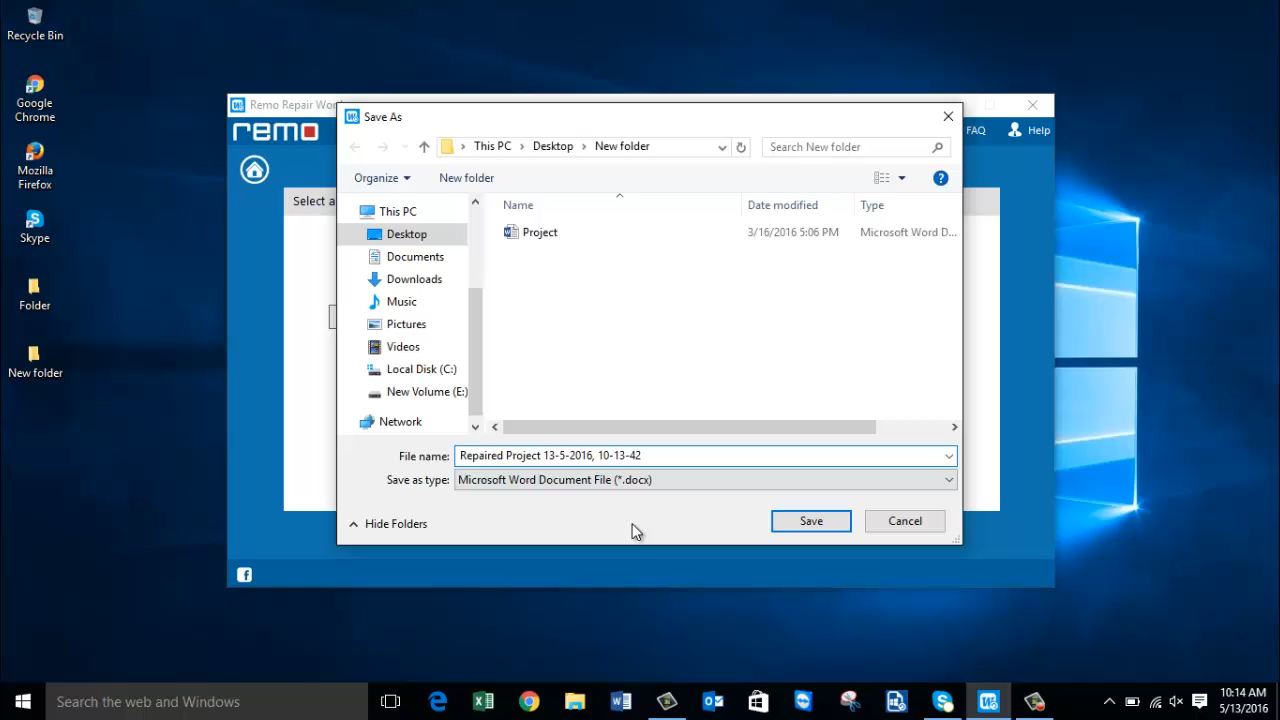 Recycle Bin
Google
Chrome
Mozilla
Firefox
Skype
Folder
New folder
Remo Repair Wor
remo
FAQ
Help
Select a
Save As
This PC
Desktop
New folder
Search New folder
Organize
New folder
This PC
Desktop
Documents
Downloads
Music
Pictures
Videos
Local Disk (C:)
New Volume (E:)
Network
Name
Date modified
Type
Project
3/16/2016 5:06 PM
Microsoft Word D...
File name: Repaired Project 13-5-2016, 10-13-42
Save as type: Microsoft Word Document File (*.docx)
Hide Folders
Save
Cancel
Search the web and Windows
10:14 AM
5/13/2016